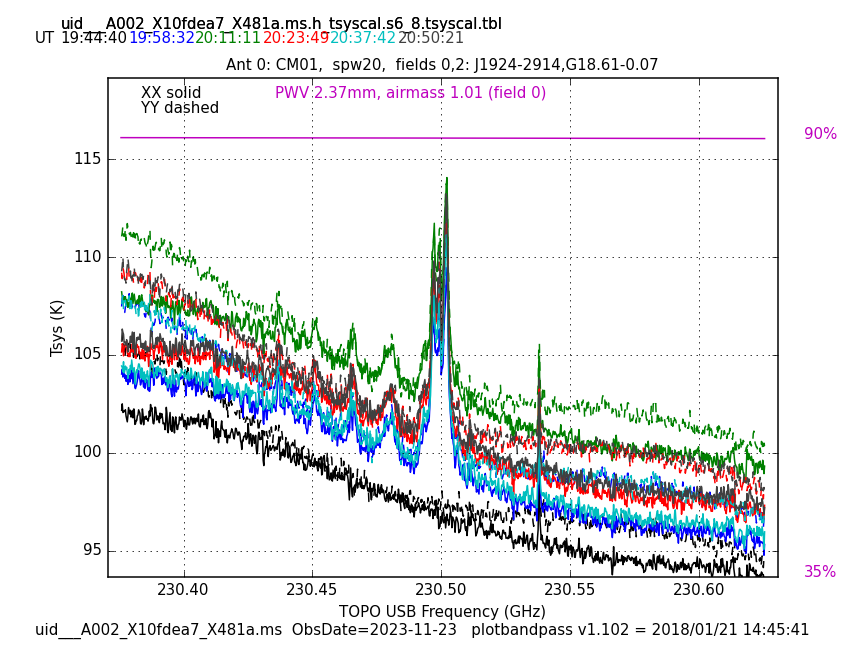 uid___A002_X10fdea7_X481a.ms.h_tsyscal.s6_8.tsyscal.tbl
UT 19:44:40 19:58:32 20:11:11 20:23:49 20:37:42 20:50:21
Ant 0: CM01,  spw20,  fields 0,2: J1924-2914,G18.61-0.07
XX solid
PWV 2.37mm, airmass 1.01 (field 0)
YY dashed
90%
115
110
Tsys (K)
105
100
95
35%
230.40 230.45 230.50 230.55 230.60
TOPO USB Frequency (GHz)
uid___A002_X10fdea7_X481a.ms  ObsDate=2023-11-23   plotbandpass v1.102 = 2018/01/21 14:45:41